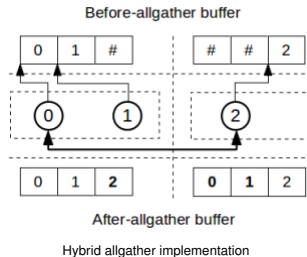 Before-allgather buffer
0 1 # # # 2
0 1 2
0 1 2 0 1 2
After-allgather buffer
Hybrid allgather implementation